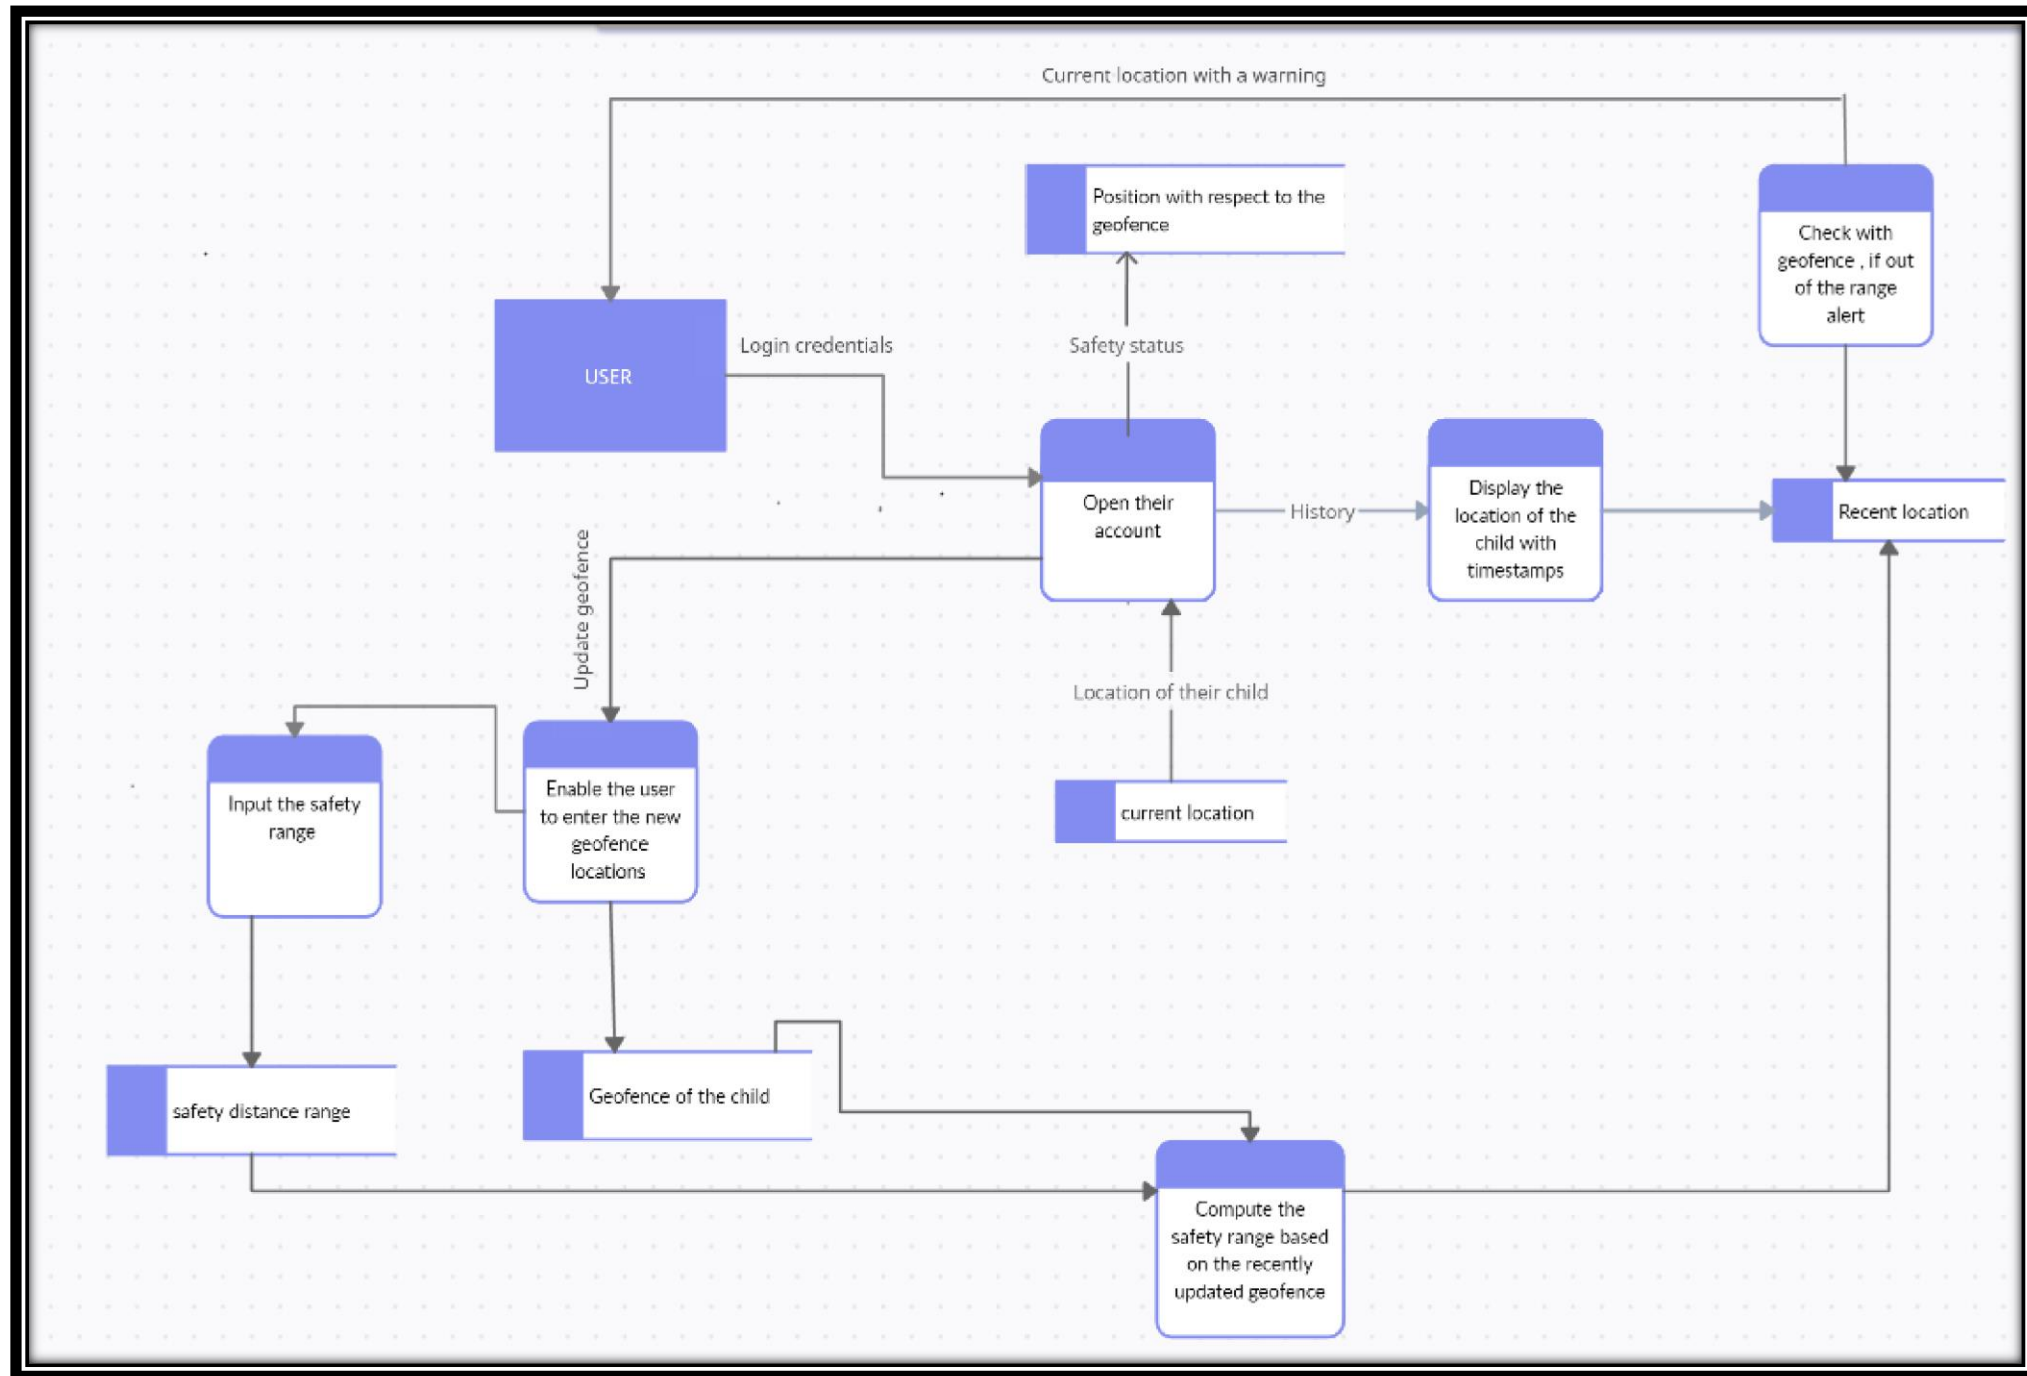 Current location with a warning
Position with respect to the
geofence
Check with
geofence , if out
of the range
alert
USER
Login credentials
Safety status
Open their
account
History
Display the
location of the
child with
timestamps
Recent location
Update geofence
Location of their child
current location
Input the safety
range
Enable the user
to enter the new
geofence
locations
safety distance range
Geofence of the child
Compute the
safety range based
on the recently
updated geofence